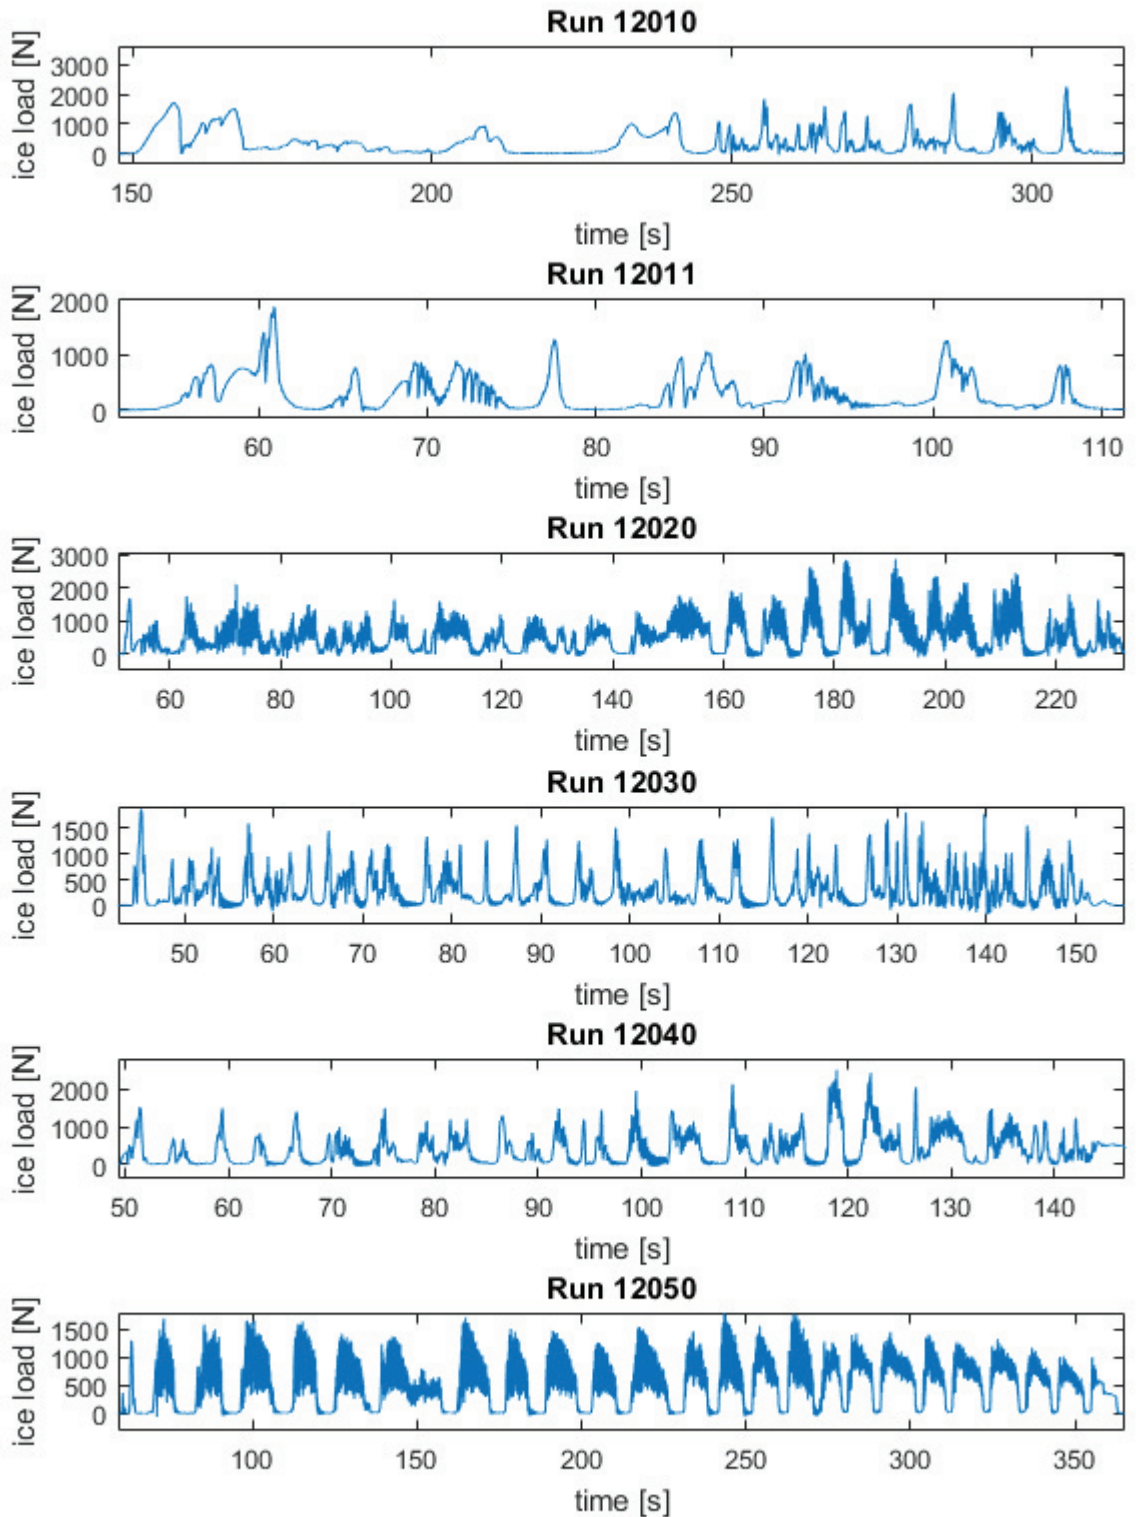 Run 12010
ice load [N]
3000
2000
1000
0
150 200 250 300
time [s]
Run 12011
ice load [N]
2000
1000
0
60 70 80 90 100 110
time [s]
Run 12020
ice load [N]
3000
2000
1000
0
60 80 100 120 140 160 180 200 220
time [s]
Run 12030
ice load [N]
1500
1000
500
0
50 60 70 80 90 100 110 120 130 140 150
time [s]
Run 12040
ice load [N]
2000
1000
0
50 60 70 80 90 100 110 120 130 140
time [s]
Run 12050
ice load [N]
1500
1000
500
0
100 150 200 250 300 350
time [s]